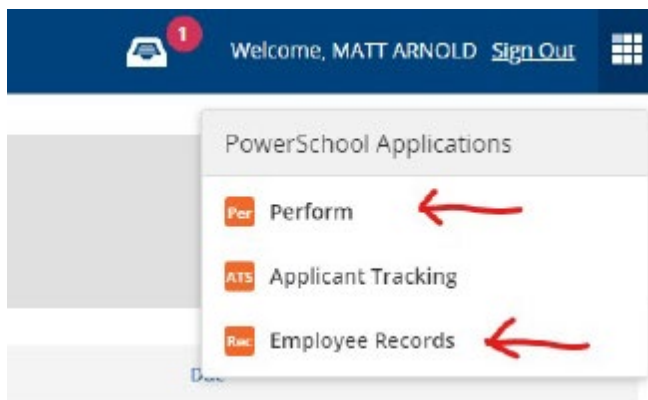 1
Welcome, MATT ARNOLD Sign Out
PowerSchool Applications
Per Perform
ATS Applicant Tracking
Rec Employee Records